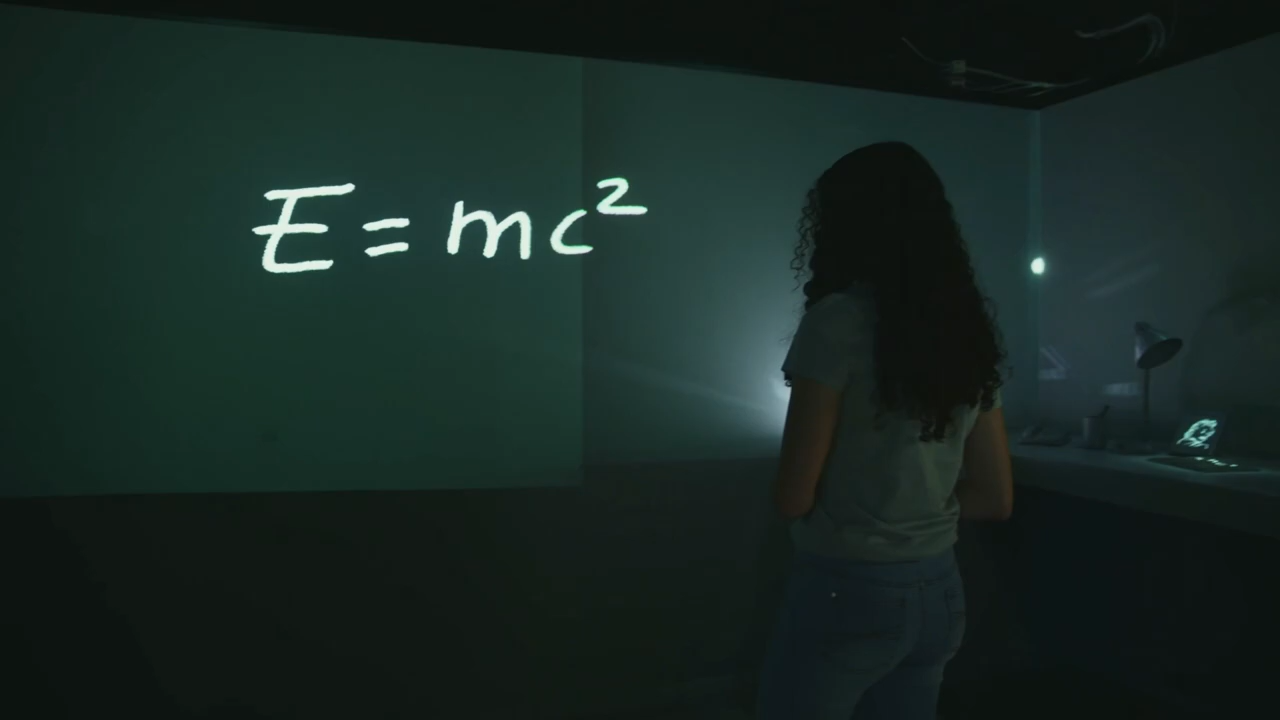 E = mc²